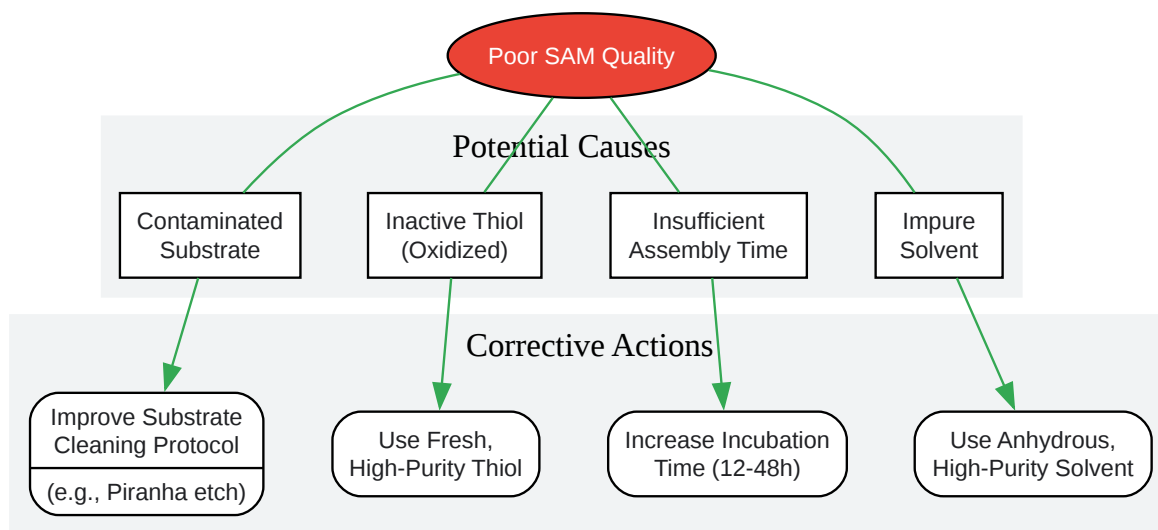 Poor SAM Quality
Potential Causes
Contaminated
Substrate
Inactive Thiol
(Oxidized)
Insufficient
Assembly Time
Impure
Solvent
Corrective Actions
Improve Substrate
Cleaning Protocol
(e.g., Piranha etch)
Use Fresh,
High-Purity Thiol
Increase Incubation
Time (12-48h)
Use Anhydrous,
High-Purity Solvent